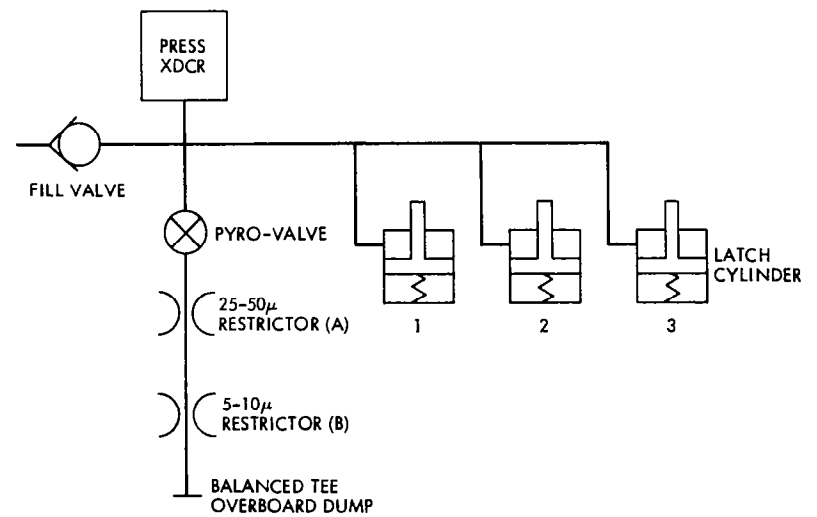 PRESS
XDCR
FILL VALVE
PYRO-VALVE
LATCH
CYLINDER
25-50μ
RESTRICTOR (A)
1
2
3
5-10μ
RESTRICTOR (B)
BALANCED TEE
OVERBOARD DUMP